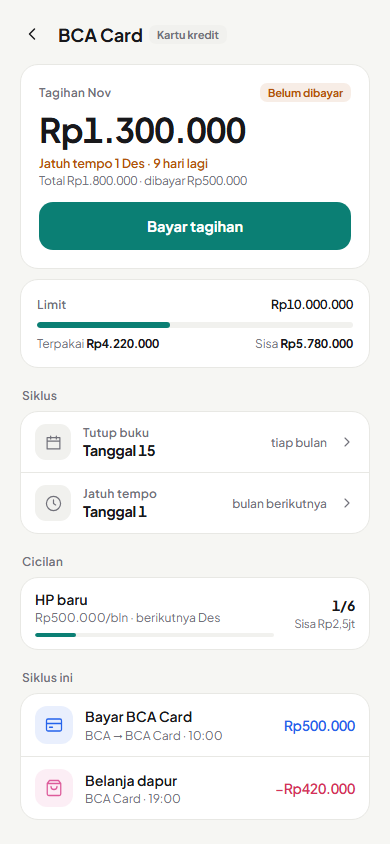 BCA Card Kartu kredit
Tagihan Nov Belum dibayar
Rp1.300.000
Jatuh tempo 1 Des · 9 hari lagi
Total Rp1.800.000 · dibayar Rp500.000
Bayar tagihan
Limit Rp10.000.000
Terpakai Rp4.220.000 Sisa Rp5.780.000
Siklus
Tutup buku
Tanggal 15 tiap bulan
Jatuh tempo
Tanggal 1 bulan berikutnya
Cicilan
HP baru 1/6
Rp500.000/bln · berikutnya Des Sisa Rp2,5jt
Siklus ini
Bayar BCA Card Rp500.000
BCA → BCA Card · 10:00
Belanja dapur −Rp420.000
BCA Card · 19:00